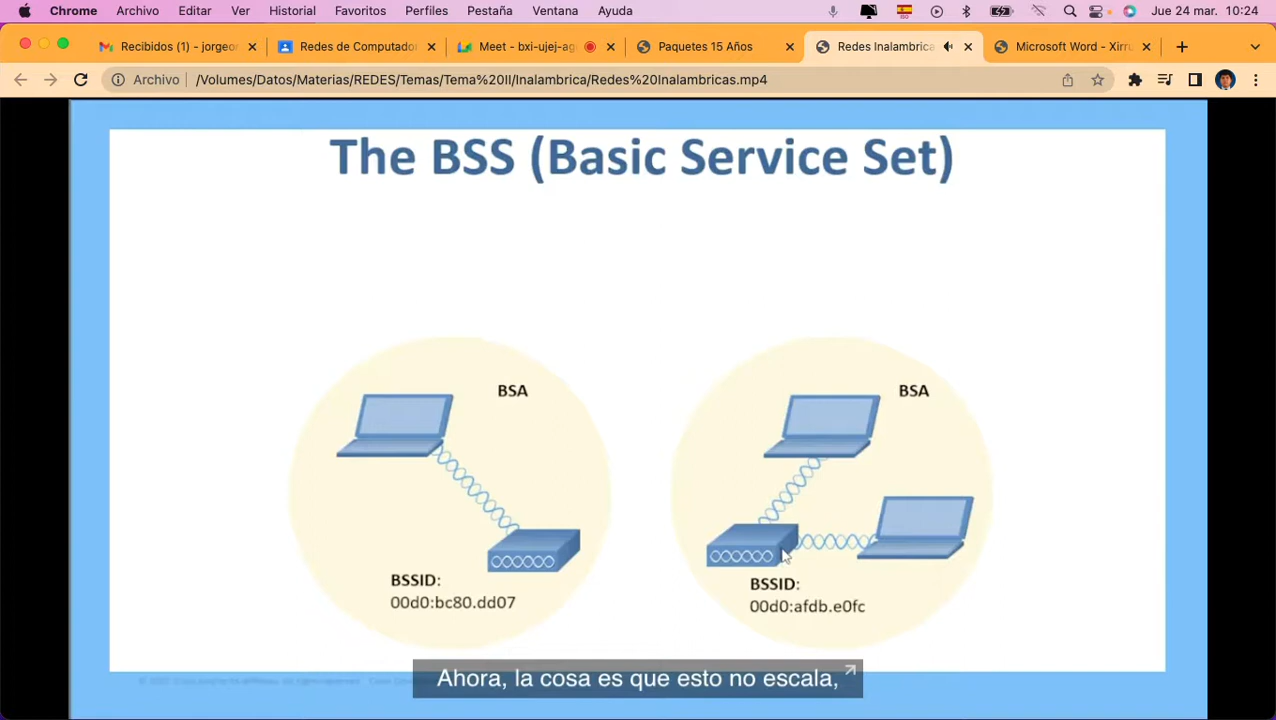 Chrome Archivo Editar Ver Historial Favoritos Perfiles Pestaña Ventana Ayuda Jue 24 mar. 10:24
Recibidos (1) - jorgeor Redes de Computador Meet - bxi-ujej-ag Paquetes 15 Años Redes Inalambrica Microsoft Word - Xirru
Archivo /Volumes/Datos/Materias/REDES/Temas/Tema%20II/Inalambrica/Redes%20Inalambricas.mp4
The BSS (Basic Service Set)
BSA
BSSID:
00d0:bc80.dd07
BSA
BSSID:
00d0:afdb.e0fc
Ahora, la cosa es que esto no escala,